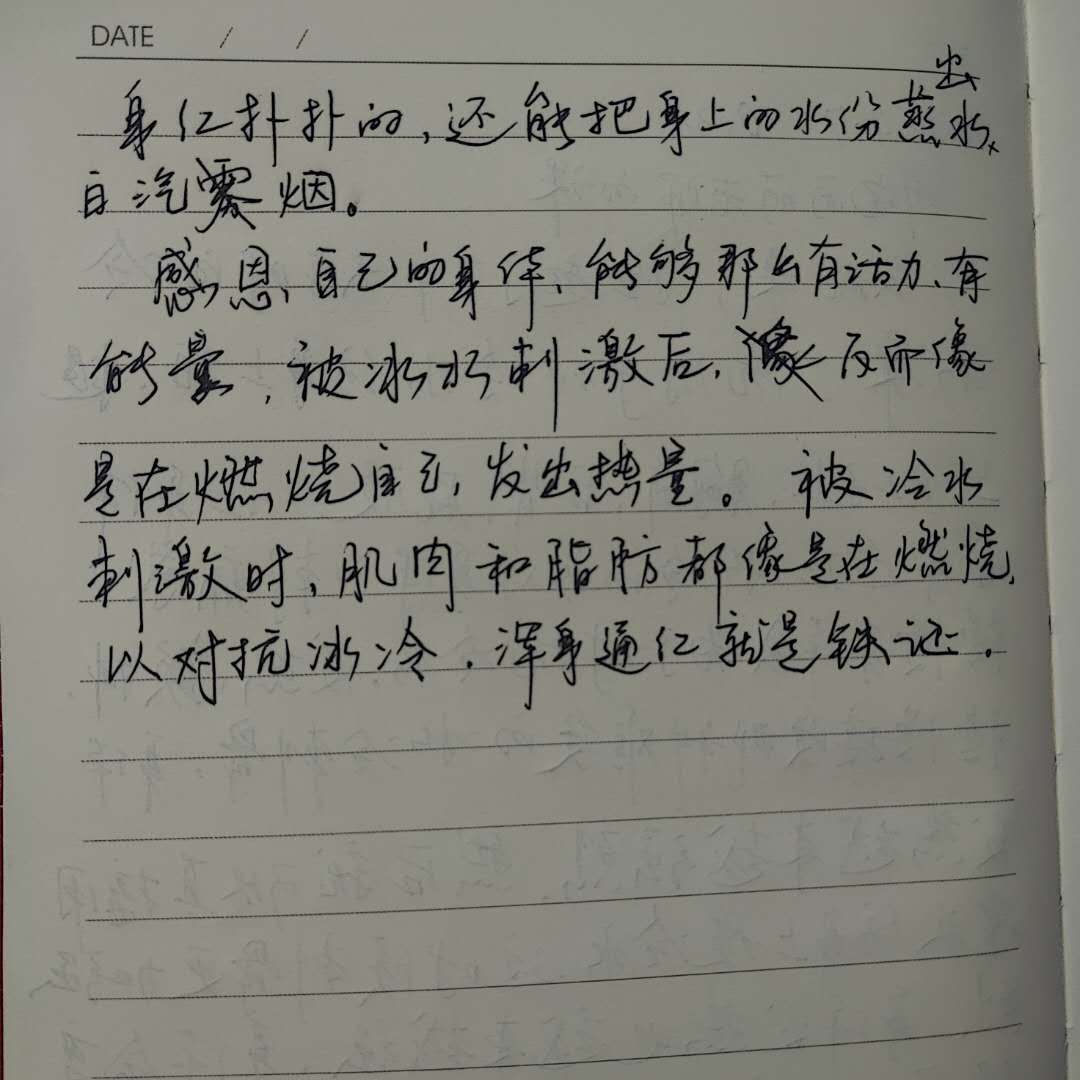 DATE / /
身红扑扑的,还能把身上的水份蒸出水
白汽雾烟。
感恩自己的身体,能够那么有活力、有
能量,被冰水刺激后,像反而像
是在燃烧自己,发出热量。被冷水
刺激时,肌肉和脂肪都像是在燃烧,
以对抗冰冷,浑身通红就是铁证.